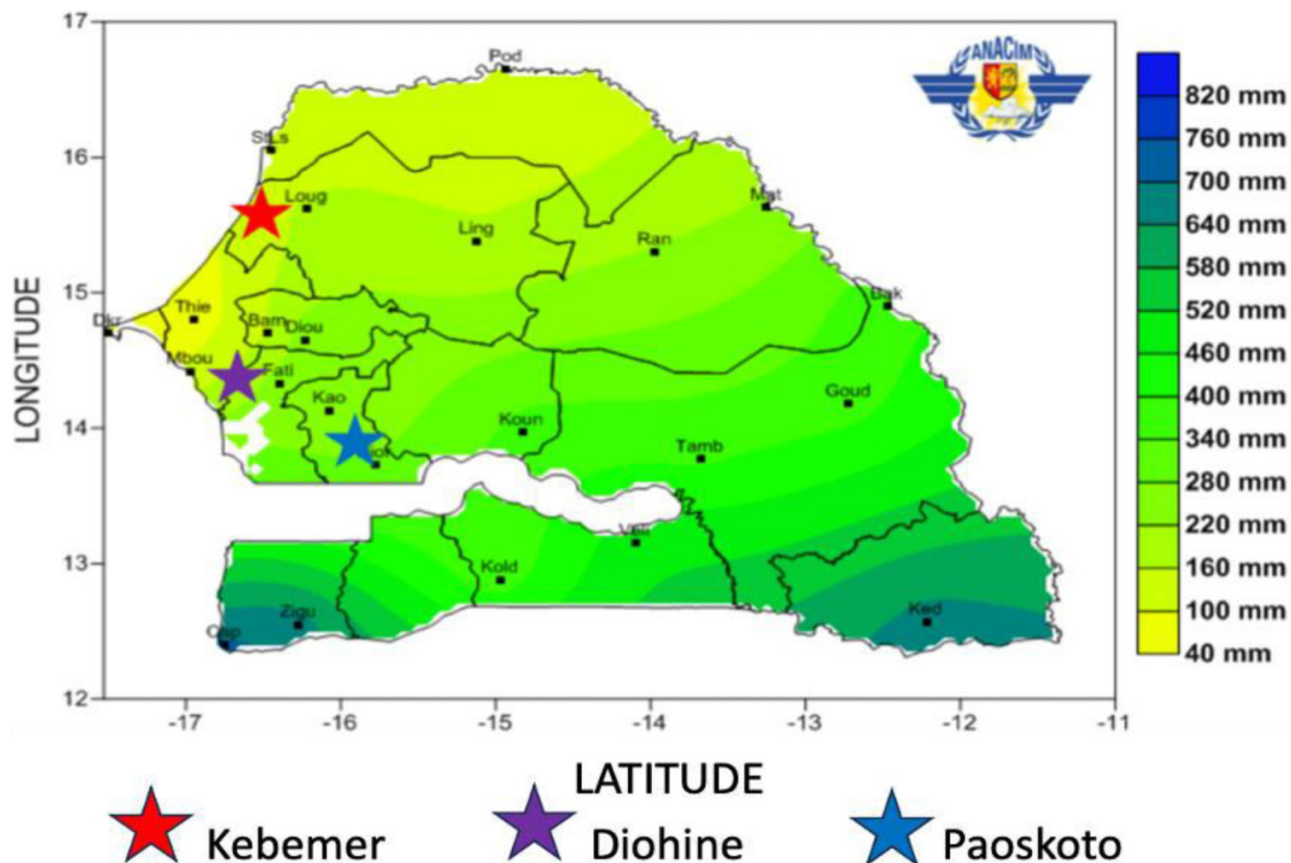 17
Pod
ANACIM
820 mm
760 mm
16
StLs
700 mm
Loug
Mat
640 mm
Ling
Ran
580 mm
LONGITUDE
15
Thie
Bak
520 mm
Dkr
Bam
Diou
460 mm
Mbou
Fati
400 mm
Kao
Goud
14
Koun
340 mm
Tamb
280 mm
220 mm
13
Veli
160 mm
Kold
100 mm
Zigu
Ked
Cap
40 mm
12
-17 -16 -15 -14 -13 -12 -11
LATITUDE
Kebemer Diohine Paoskoto